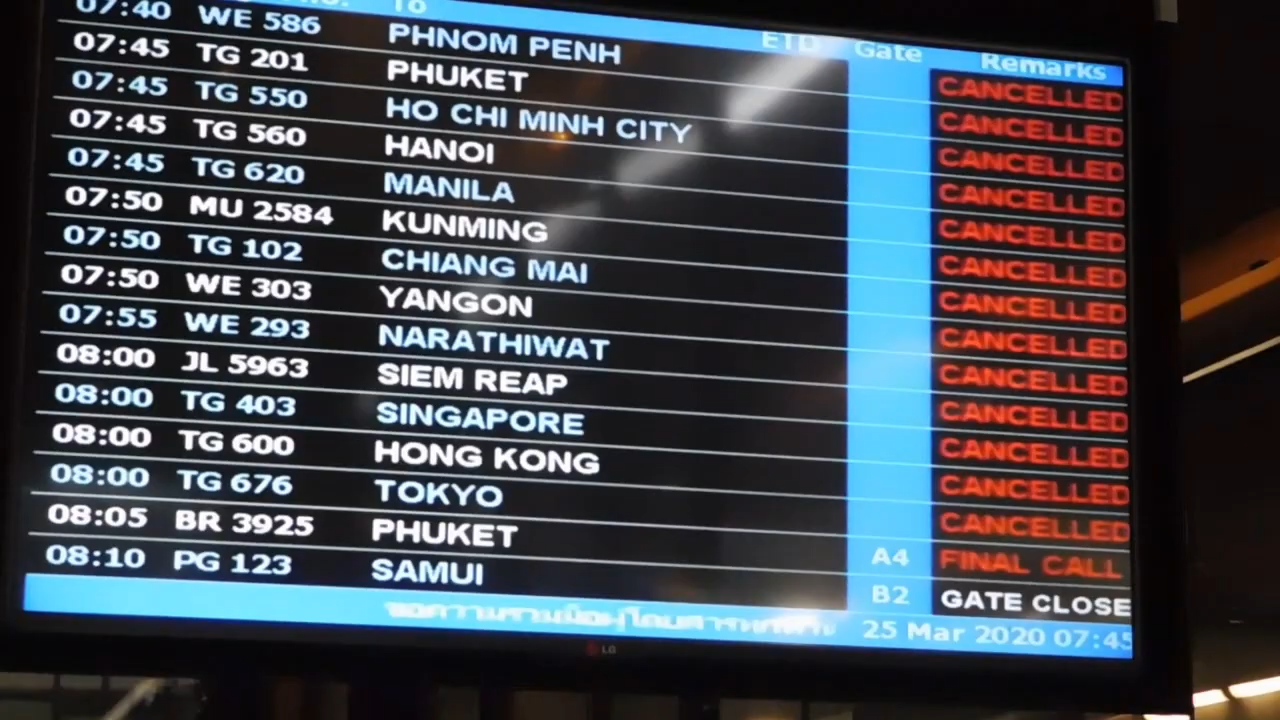 To ETD Gate Remarks
07:40 WE 586 PHNOM PENH CANCELLED
07:45 TG 201 PHUKET CANCELLED
07:45 TG 550 HO CHI MINH CITY CANCELLED
07:45 TG 560 HANOI CANCELLED
07:45 TG 620 MANILA CANCELLED
07:50 MU 2584 KUNMING CANCELLED
07:50 TG 102 CHIANG MAI CANCELLED
07:50 WE 303 YANGON CANCELLED
07:55 WE 293 NARATHIWAT CANCELLED
08:00 JL 5963 SIEM REAP CANCELLED
08:00 TG 403 SINGAPORE CANCELLED
08:00 TG 600 HONG KONG CANCELLED
08:00 TG 676 TOKYO CANCELLED
08:05 BR 3925 PHUKET A4 FINAL CALL
08:10 PG 123 SAMUI B2 GATE CLOSE
25 Mar 2020 07:45
LG